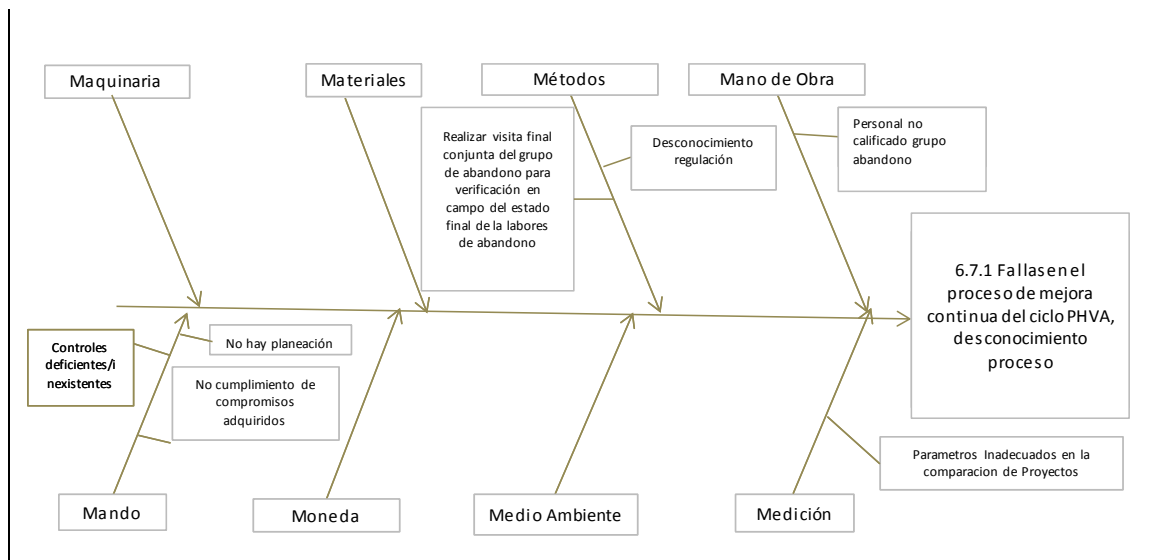 Maquinaria
Materiales
Métodos
Mano de Obra
Realizar visita final
conjunta del grupo
de abandono para
verificación en
campo del estado
final de la labores
de abandono
Desconocimiento
regulación
Personal no
calificado grupo
abandono
6.7.1 Fallas en el
proceso de mejora
continua del ciclo PHVA,
desconocimiento
proceso
Controles
deficientes/i
nexistentes
No hay planeación
No cumplimiento de
compromisos
adquiridos
Parametros Inadecuados en la
comparacion de Proyectos
Mando
Moneda
Medio Ambiente
Medición